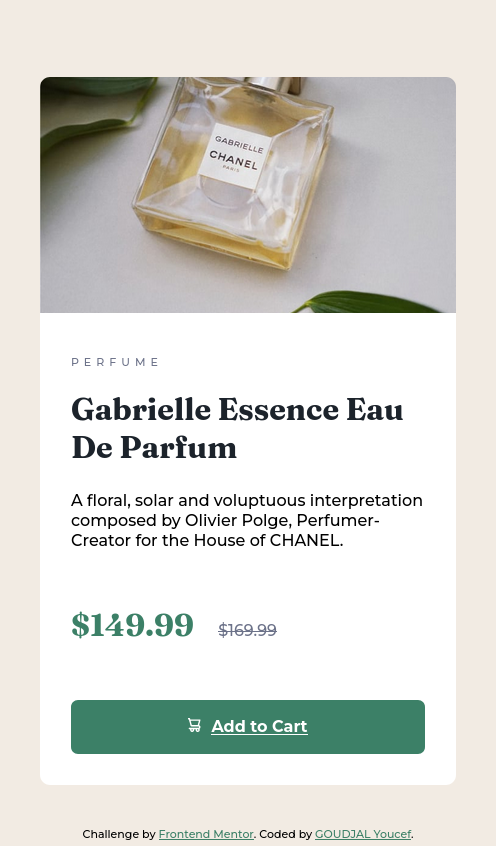 GABRIELLE
CHANEL
PARIS
PERFUME
Gabrielle Essence Eau
De Parfum
A floral, solar and voluptuous interpretation
composed by Olivier Polge, Perfumer-
Creator for the House of CHANEL.
$149.99 $169.99
Add to Cart
Challenge by Frontend Mentor. Coded by GOUDJAL Youcef.